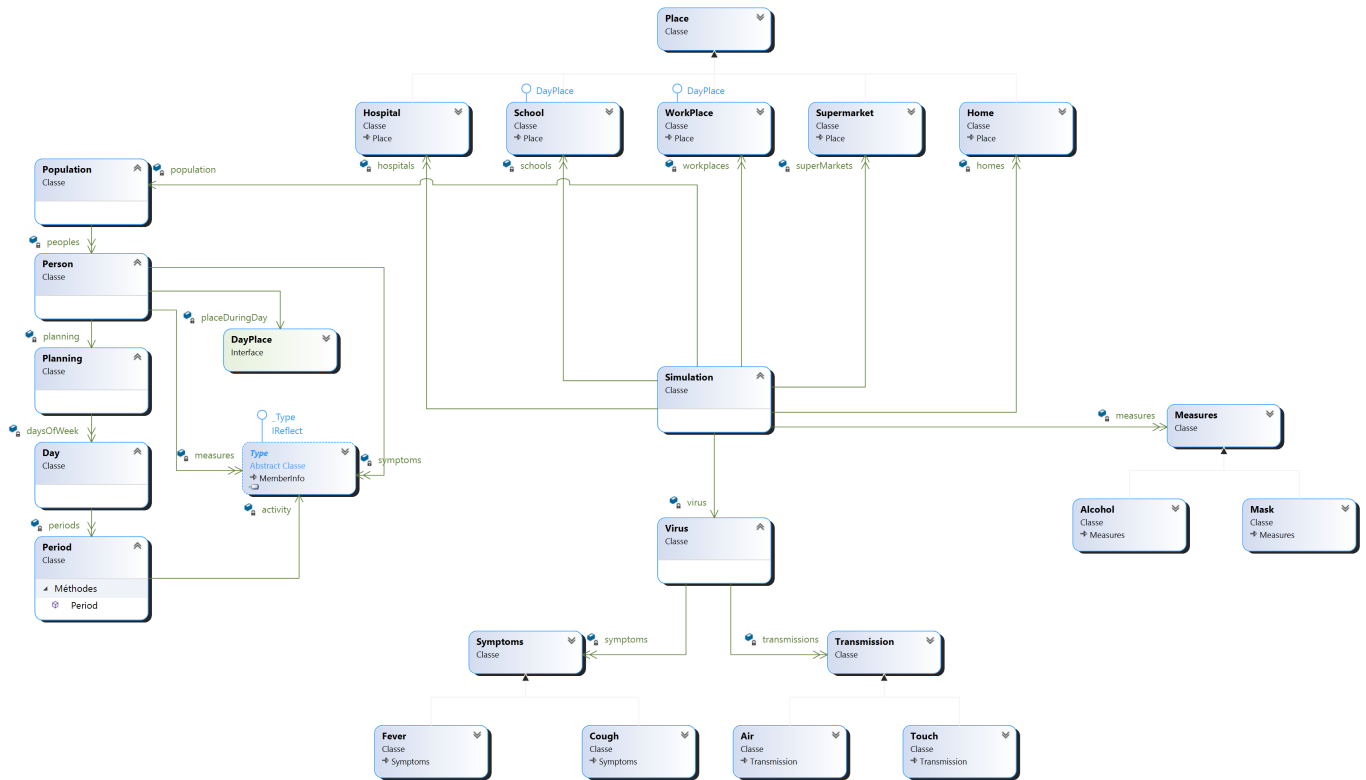 Place
Classe
DayPlace
DayPlace
Hospital
Classe
Place
School
Classe
Place
WorkPlace
Classe
Place
Supermarket
Classe
Place
Home
Classe
Place
hospitals
schools
workplaces
superMarkets
homes
Population
Classe
population
peoples
Person
Classe
placeDuringDay
DayPlace
Interface
planning
Planning
Classe
Simulation
Classe
daysOfWeek
Day
Classe
_Type
IReflect
Type
Abstract Classe
MemberInfo
measures
symptoms
activity
measures
Measures
Classe
Alcohol
Classe
Measures
Mask
Classe
Measures
periods
Period
Classe
Méthodes
Period
virus
Virus
Classe
Symptoms
Classe
symptoms
transmissions
Transmission
Classe
Fever
Classe
Symptoms
Cough
Classe
Symptoms
Air
Classe
Transmission
Touch
Classe
Transmission